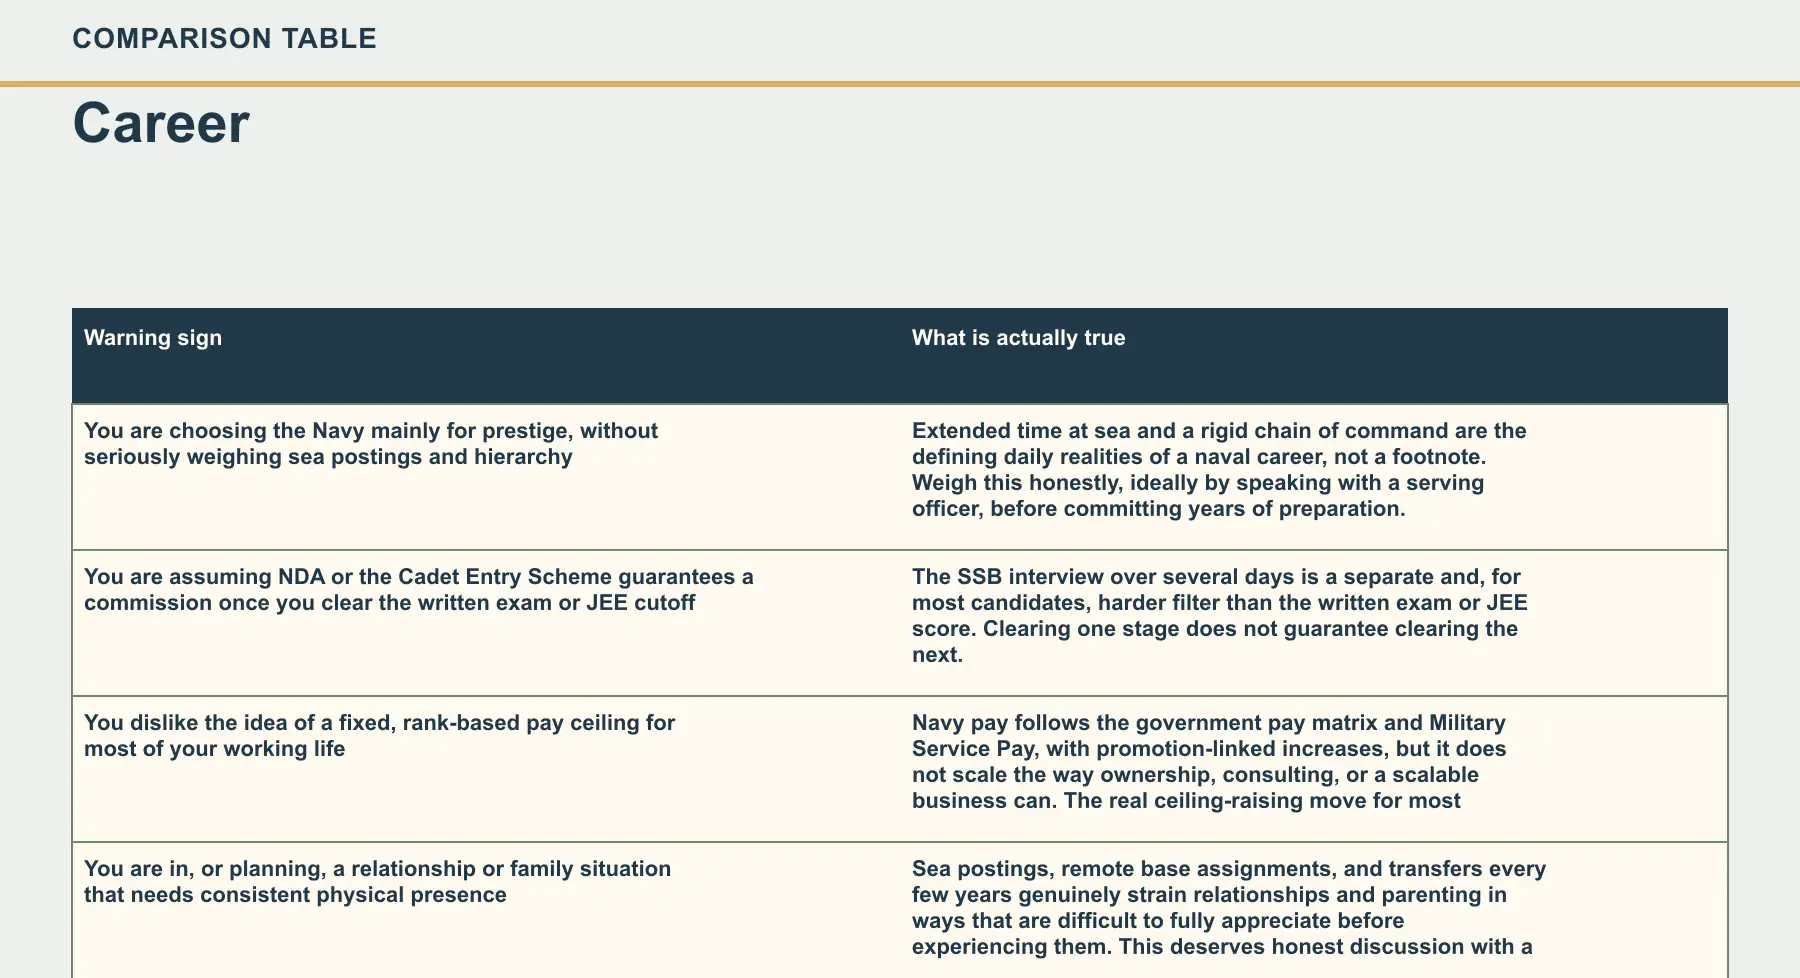 COMPARISON TABLE
Career
Warning sign
What is actually true
You are choosing the Navy mainly for prestige, without
seriously weighing sea postings and hierarchy
Extended time at sea and a rigid chain of command are the
defining daily realities of a naval career, not a footnote.
Weigh this honestly, ideally by speaking with a serving
officer, before committing years of preparation.
You are assuming NDA or the Cadet Entry Scheme guarantees a
commission once you clear the written exam or JEE cutoff
The SSB interview over several days is a separate and, for
most candidates, harder filter than the written exam or JEE
score. Clearing one stage does not guarantee clearing the
next.
You dislike the idea of a fixed, rank-based pay ceiling for
most of your working life
Navy pay follows the government pay matrix and Military
Service Pay, with promotion-linked increases, but it does
not scale the way ownership, consulting, or a scalable
business can. The real ceiling-raising move for most
You are in, or planning, a relationship or family situation
that needs consistent physical presence
Sea postings, remote base assignments, and transfers every
few years genuinely strain relationships and parenting in
ways that are difficult to fully appreciate before
experiencing them. This deserves honest discussion with a